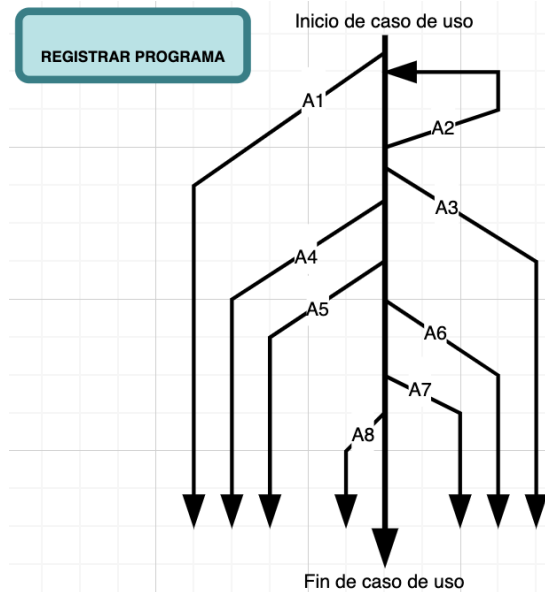 Inicio de caso de uso
REGISTRAR PROGRAMA
A1
A2
A3
A4
A5
A6
A7
A8
Fin de caso de uso